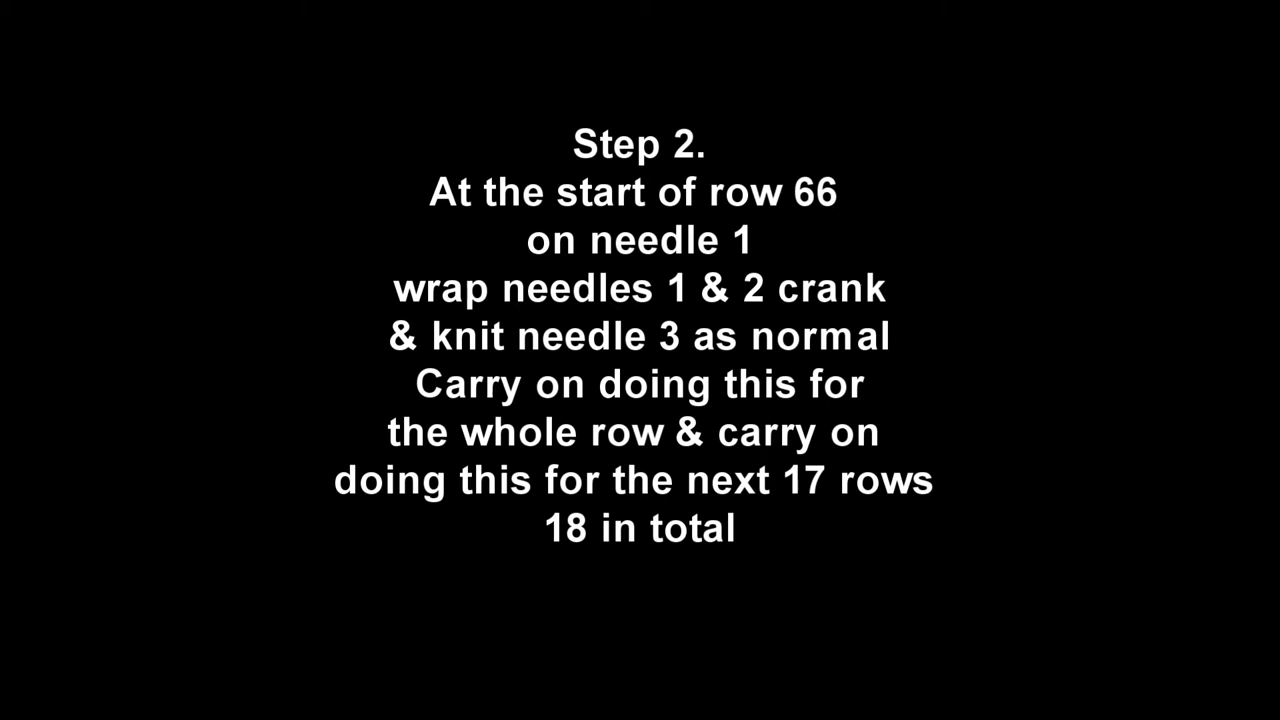 Step 2.
At the start of row 66
on needle 1
wrap needles 1 & 2 crank
& knit needle 3 as normal
Carry on doing this for
the whole row & carry on
doing this for the next 17 rows
18 in total